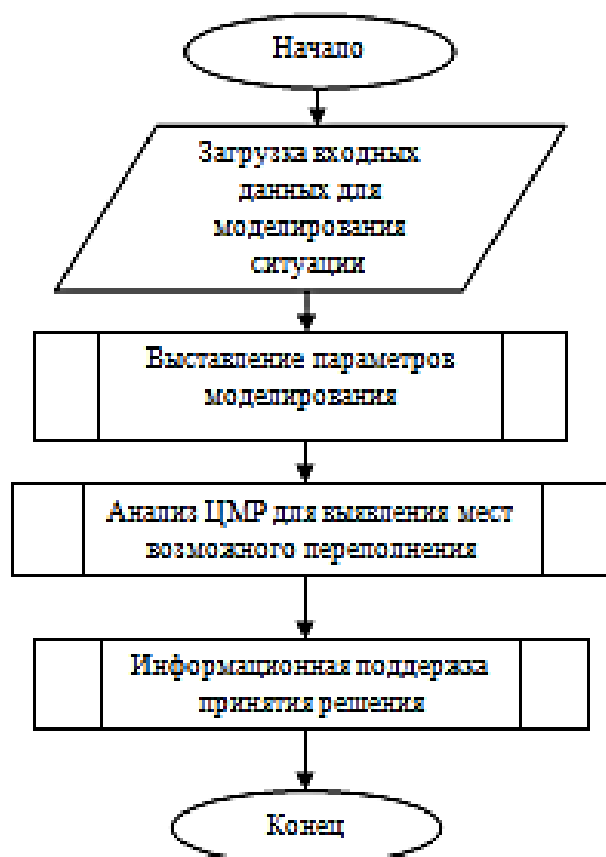 Начало
Загрузка входных
данных для
моделирования
ситуации
Выставление параметров
моделирования
Анализ ЦМР для выявления мест
возможного переполнения
Информационная поддержка
принятия решения
Конец